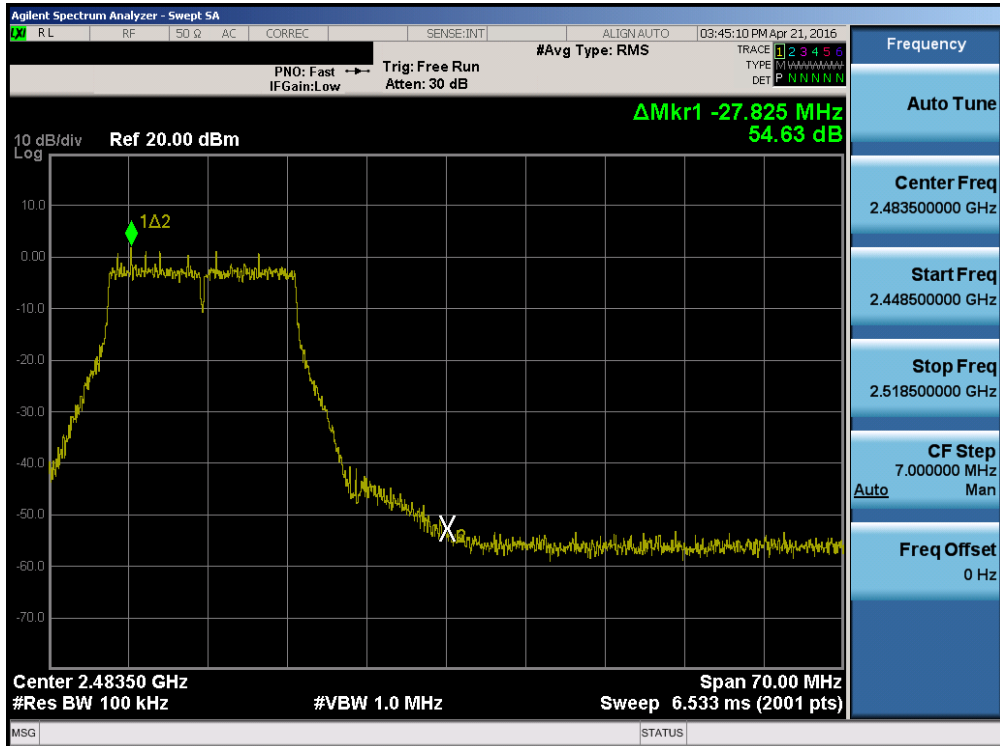 Agilent Spectrum Analyzer - Swept SA
LXI RL RF 50 Ω AC CORREC SENSE:INT ALIGN AUTO 03:45:10 PM Apr 21, 2016
PNO: Fast
IFGain:Low
Trig: Free Run
Atten: 30 dB
#Avg Type: RMS
TRACE 1 2 3 4 5 6
TYPE M WWWWW
DET P N N N N N
ΔMkr1 -27.825 MHz
54.63 dB
10 dB/div Ref 20.00 dBm
Log
10.0
0.00
-10.0
-20.0
-30.0
-40.0
-50.0
-60.0
-70.0
1Δ2
Center 2.48350 GHz Span 70.00 MHz
#Res BW 100 kHz #VBW 1.0 MHz Sweep 6.533 ms (2001 pts)
MSG STATUS
Frequency
Auto Tune
Center Freq
2.483500000 GHz
Start Freq
2.448500000 GHz
Stop Freq
2.518500000 GHz
CF Step
7.000000 MHz
Auto Man
Freq Offset
0 Hz